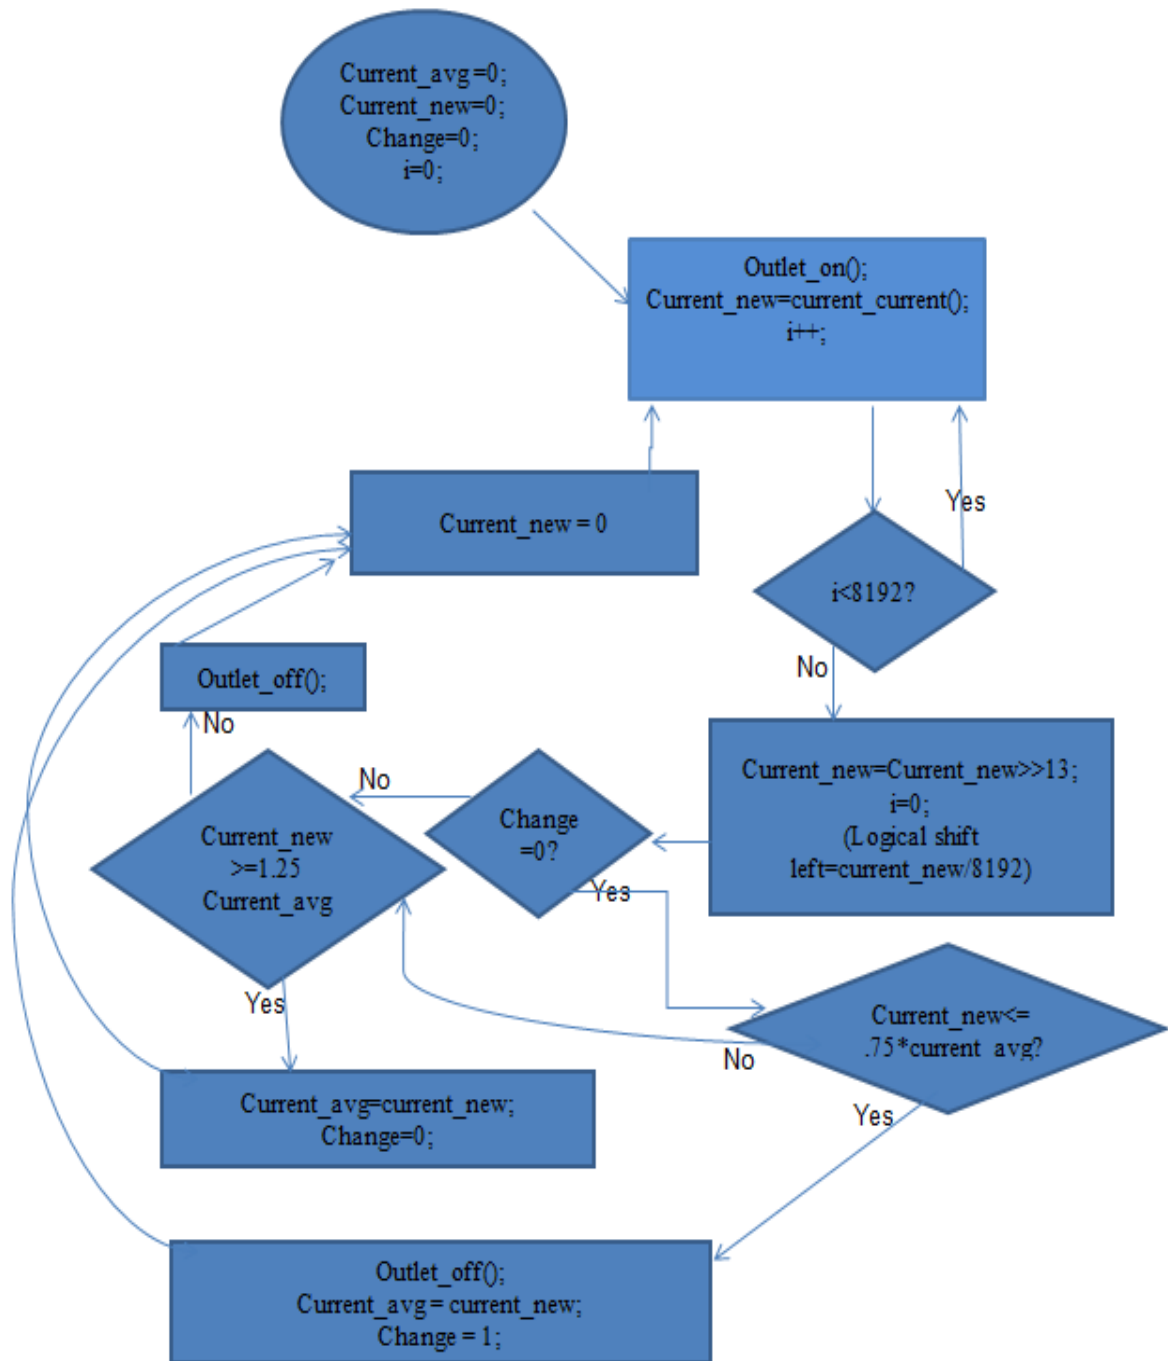 Current_avg =0;
Current_new=0;
Change=0;
i=0;
Outlet_on();
Current_new=current_current();
i++;
Yes
Current_new = 0
i<8192?
No
Outlet_off();
No
Current_new=Current_new>>13;
i=0;
(Logical shift
left=current_new/8192)
No
Change
=0?
Yes
Current_new
>=1.25
Current_avg
Yes
Current_new<=
.75*current_avg?
No
Yes
Current_avg=current_new;
Change=0;
Outlet_off();
Current_avg = current_new;
Change = 1;